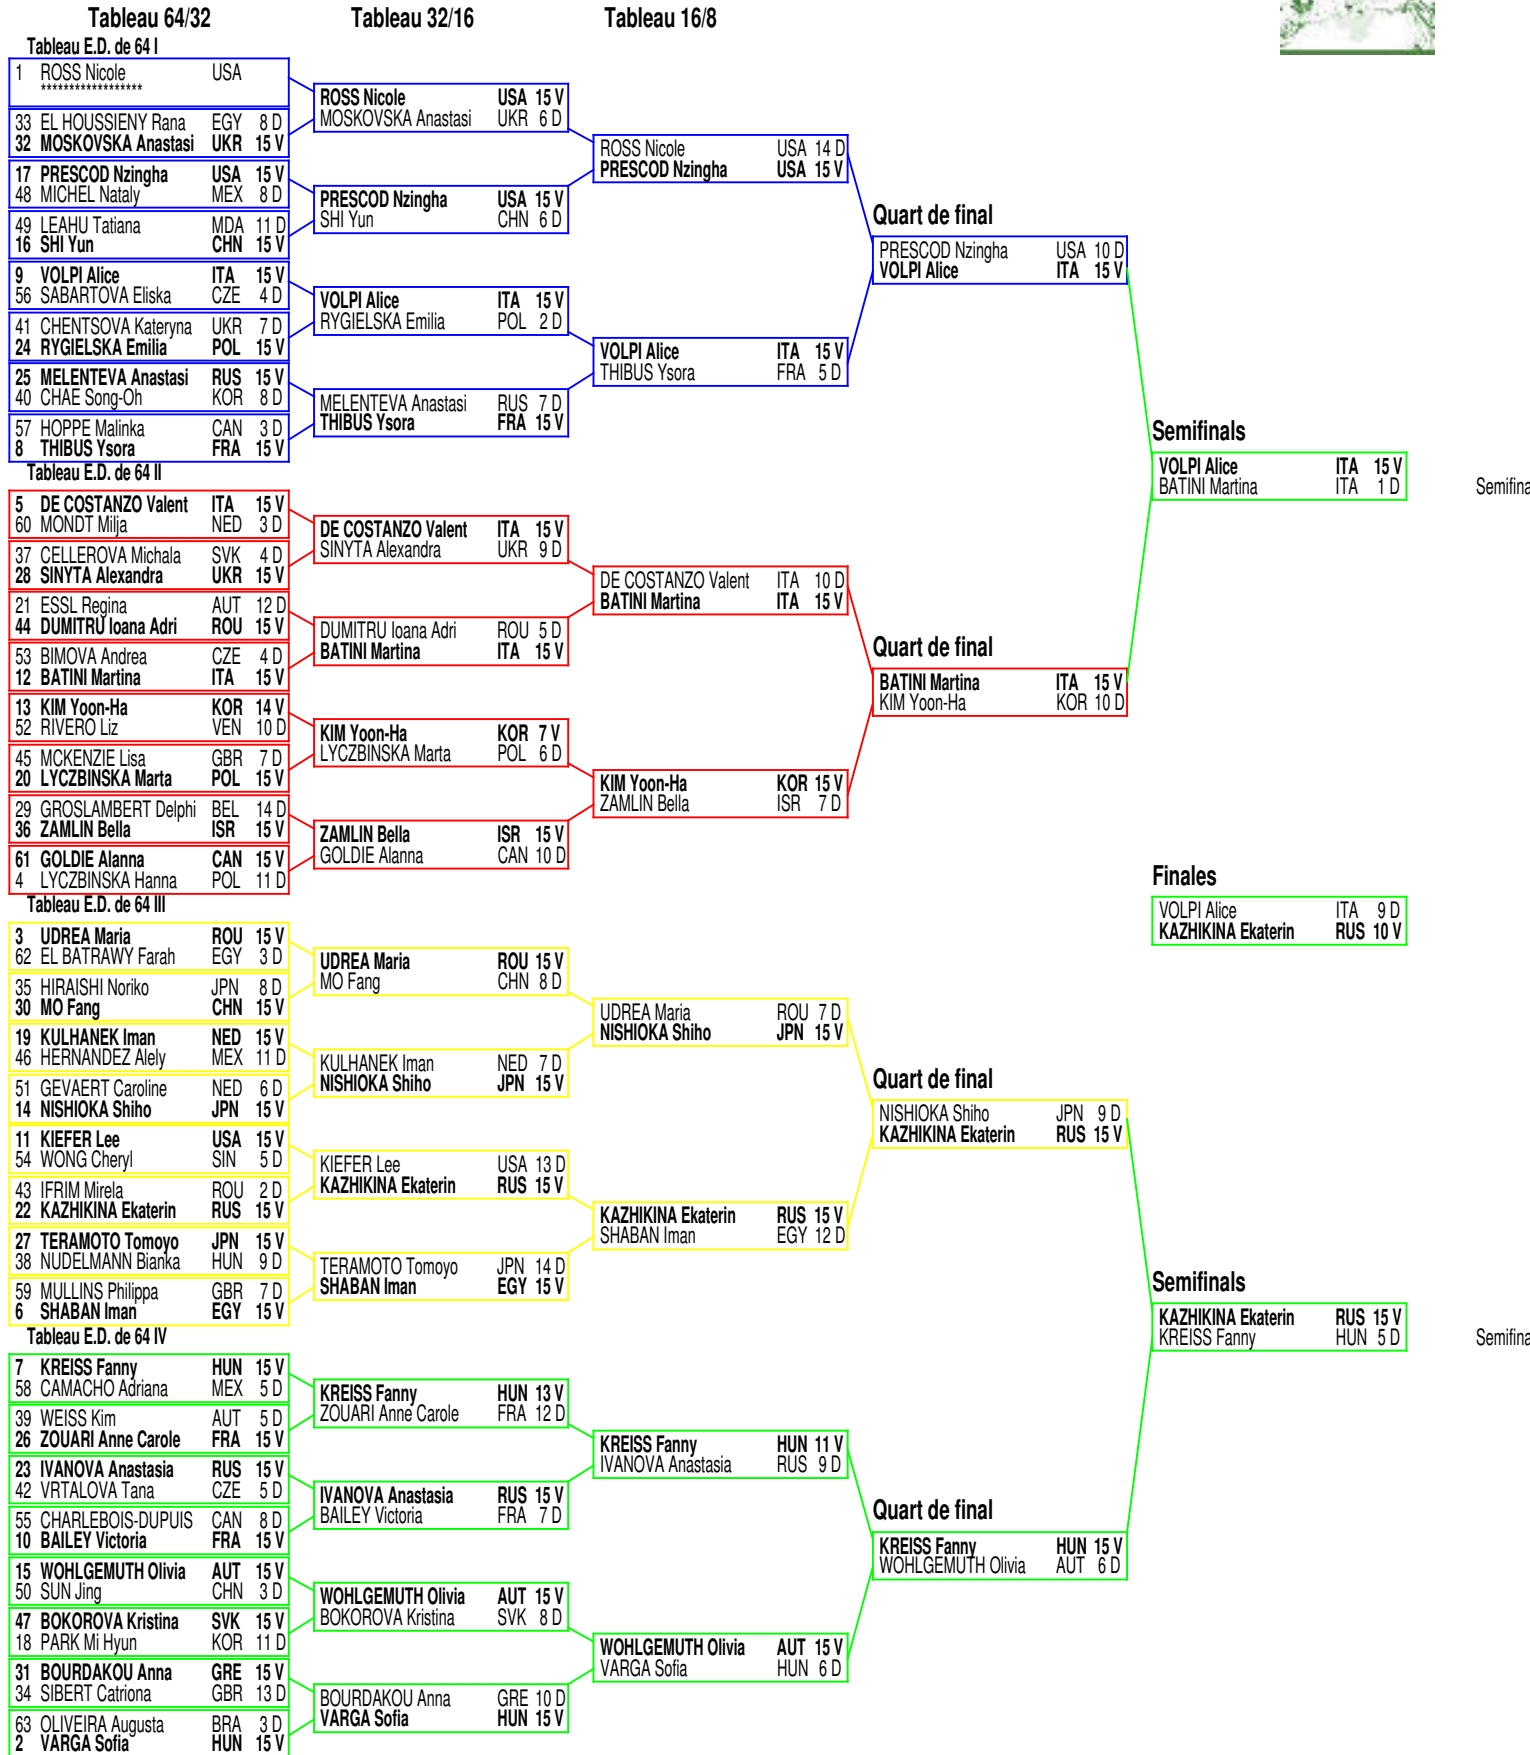 Tableau 64/32
Tableau 32/16
Tableau 16/8
Tableau E.D. de 64 I
1 ROSS Nicole USA
******************
33 EL HOUSSIENY Rana EGY 8 D
32 MOSKOVSKA Anastasi UKR 15 V
17 PRESCOD Nzingha USA 15 V
48 MICHEL Nataly MEX 8 D
49 LEAHU Tatiana MDA 11 D
16 SHI Yun CHN 15 V
9 VOLPI Alice ITA 15 V
56 SABARTOVA Eliska CZE 4 D
41 CHENTSOVA Kateryna UKR 7 D
24 RYGIELSKA Emilia POL 15 V
25 MELENTEVA Anastasi RUS 15 V
40 CHAE Song-Oh KOR 8 D
57 HOPPE Malinka CAN 3 D
8 THIBUS Ysora FRA 15 V
Tableau E.D. de 64 II
5 DE COSTANZO Valent ITA 15 V
60 MONDT Milja NED 3 D
37 CELLEROVA Michala SVK 4 D
28 SINYTA Alexandra UKR 15 V
21 ESSL Regina AUT 12 D
44 DUMITRU Ioana Adri ROU 15 V
53 BIMOVA Andrea CZE 4 D
12 BATINI Martina ITA 15 V
13 KIM Yoon-Ha KOR 14 V
52 RIVERO Liz VEN 10 D
45 MCKENZIE Lisa GBR 7 D
20 LYCZBINSKA Marta POL 15 V
29 GROSLAMBERT Delphi BEL 14 D
36 ZAMLIN Bella ISR 15 V
61 GOLDIE Alanna CAN 15 V
4 LYCZBINSKA Hanna POL 11 D
Tableau E.D. de 64 III
3 UDREA Maria ROU 15 V
62 EL BATRAWY Farah EGY 3 D
35 HIRAISHI Noriko JPN 8 D
30 MO Fang CHN 15 V
19 KULHANEK Iman NED 15 V
46 HERNANDEZ Alely MEX 11 D
51 GEVAERT Caroline NED 6 D
14 NISHIOKA Shiho JPN 15 V
11 KIEFER Lee USA 15 V
54 WONG Cheryl SIN 5 D
43 IFRIM Mirela ROU 2 D
22 KAZHIKINA Ekaterin RUS 15 V
27 TERAMOTO Tomoyo JPN 15 V
38 NUDELMANN Bianka HUN 9 D
59 MULLINS Philippa GBR 7 D
6 SHABAN Iman EGY 15 V
Tableau E.D. de 64 IV
7 KREISS Fanny HUN 15 V
58 CAMACHO Adriana MEX 5 D
39 WEISS Kim AUT 5 D
26 ZOUARI Anne Carole FRA 15 V
23 IVANOVA Anastasia RUS 15 V
42 VRTALOVA Tana CZE 5 D
55 CHARLEBOIS-DUPUIS CAN 8 D
10 BAILEY Victoria FRA 15 V
15 WOHLGEMUTH Olivia AUT 15 V
50 SUN Jing CHN 3 D
47 BOKOROVA Kristina SVK 15 V
18 PARK Mi Hyun KOR 11 D
31 BOURDAKOU Anna GRE 15 V
34 SIBERT Catriona GBR 13 D
63 OLIVEIRA Augusta BRA 3 D
2 VARGA Sofia HUN 15 V
ROSS Nicole USA 15 V
MOSKOVSKA Anastasi UKR 6 D
PRESCOD Nzingha USA 15 V
SHI Yun CHN 6 D
VOLPI Alice ITA 15 V
RYGIELSKA Emilia POL 2 D
MELENTEVA Anastasi RUS 7 D
THIBUS Ysora FRA 15 V
DE COSTANZO Valent ITA 15 V
SINYTA Alexandra UKR 9 D
DUMITRU Ioana Adri ROU 5 D
BATINI Martina ITA 15 V
KIM Yoon-Ha KOR 7 V
LYCZBINSKA Marta POL 6 D
ZAMLIN Bella ISR 15 V
GOLDIE Alanna CAN 10 D
UDREA Maria ROU 15 V
MO Fang CHN 8 D
KULHANEK Iman NED 7 D
NISHIOKA Shiho JPN 15 V
KIEFER Lee USA 13 D
KAZHIKINA Ekaterin RUS 15 V
TERAMOTO Tomoyo JPN 14 D
SHABAN Iman EGY 15 V
KREISS Fanny HUN 13 V
ZOUARI Anne Carole FRA 12 D
IVANOVA Anastasia RUS 15 V
BAILEY Victoria FRA 7 D
WOHLGEMUTH Olivia AUT 15 V
BOKOROVA Kristina SVK 8 D
BOURDAKOU Anna GRE 10 D
VARGA Sofia HUN 15 V
ROSS Nicole USA 14 D
PRESCOD Nzingha USA 15 V
VOLPI Alice ITA 15 V
THIBUS Ysora FRA 5 D
DE COSTANZO Valent ITA 10 D
BATINI Martina ITA 15 V
KIM Yoon-Ha KOR 15 V
ZAMLIN Bella ISR 7 D
UDREA Maria ROU 7 D
NISHIOKA Shiho JPN 15 V
KAZHIKINA Ekaterin RUS 15 V
SHABAN Iman EGY 12 D
KREISS Fanny HUN 11 V
IVANOVA Anastasia RUS 9 D
WOHLGEMUTH Olivia AUT 15 V
VARGA Sofia HUN 6 D
Quart de final
PRESCOD Nzingha USA 10 D
VOLPI Alice ITA 15 V
Quart de final
BATINI Martina ITA 15 V
KIM Yoon-Ha KOR 10 D
Quart de final
NISHIOKA Shiho JPN 9 D
KAZHIKINA Ekaterin RUS 15 V
Quart de final
KREISS Fanny HUN 15 V
WOHLGEMUTH Olivia AUT 6 D
Semifinals
VOLPI Alice ITA 15 V
BATINI Martina ITA 1 D
Semifina
Finales
VOLPI Alice ITA 9 D
KAZHIKINA Ekaterin RUS 10 V
Semifinals
KAZHIKINA Ekaterin RUS 15 V
KREISS Fanny HUN 5 D
Semifina